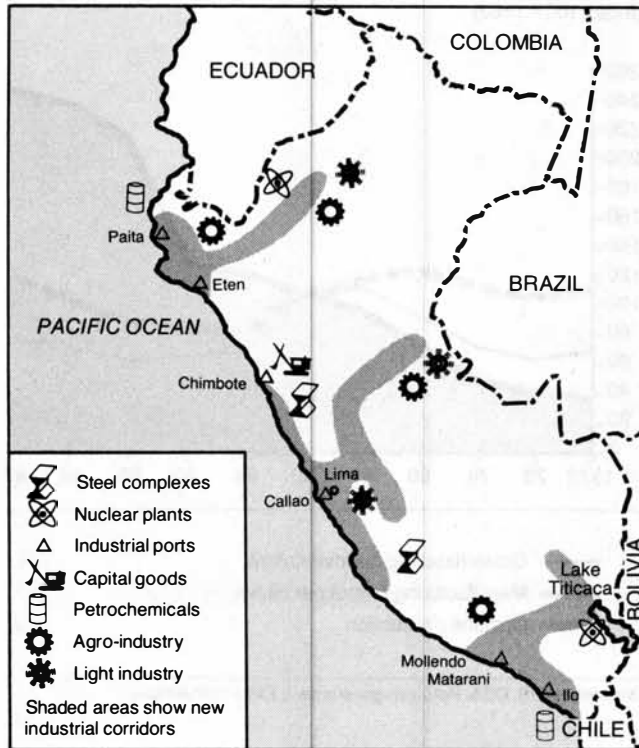 COLOMBIA
ECUADOR
Paita
Eten
BRAZIL
PACIFIC OCEAN
Chimbote
Lima
Callao
Lake
Titicaca
BOLIVIA
Mollendo
Matarani
Ilo
CHILE
Steel complexes
Nuclear plants
Industrial ports
Capital goods
Petrochemicals
Agro-industry
Light industry
Shaded areas show new
industrial corridors